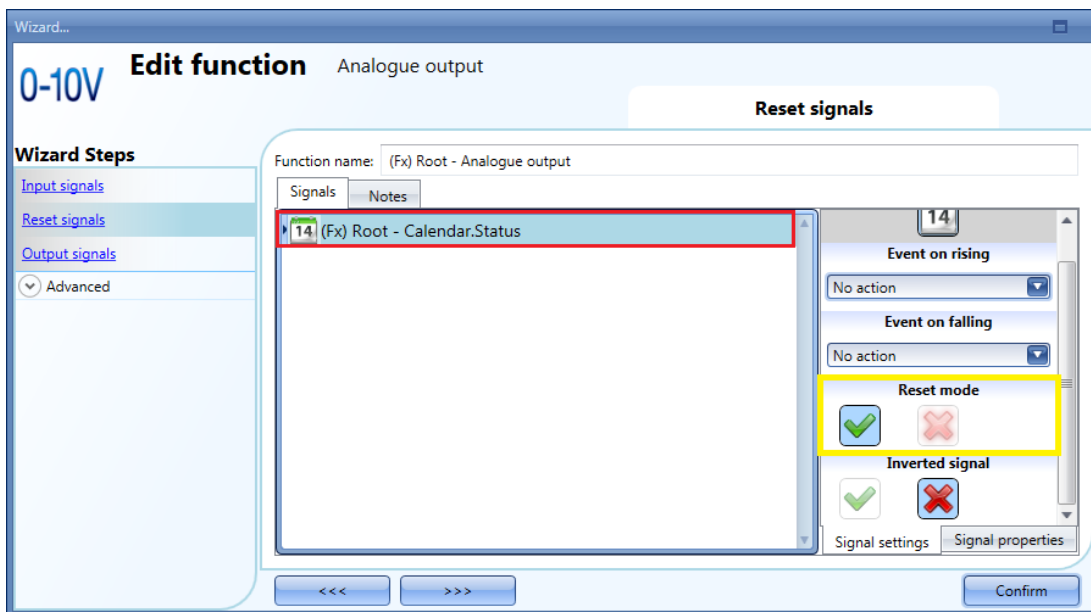 Wizard...
0-10V
Edit function Analogue output
Reset signals
Wizard Steps
Input signals
Reset signals
Output signals
Advanced
Function name: (Fx) Root - Analogue output
Signals Notes
14 (Fx) Root - Calendar.Status
14
Event on rising
No action
Event on falling
No action
Reset mode
Inverted signal
Signal settings Signal properties
<<< >>> Confirm